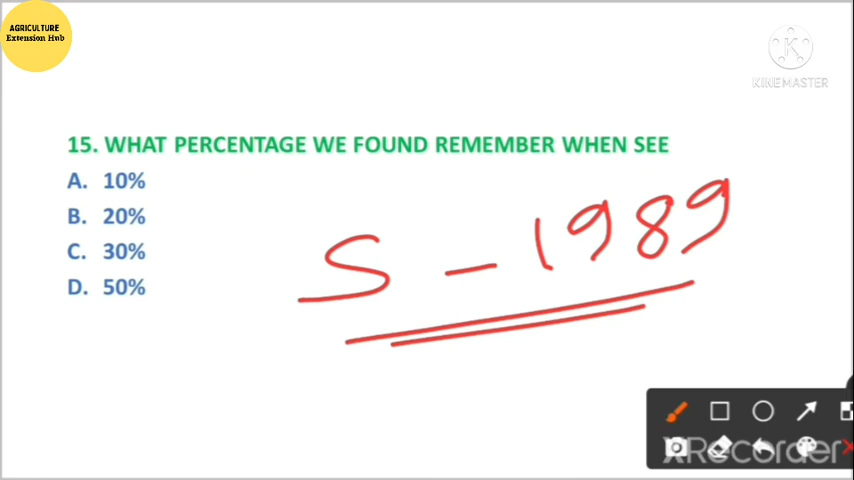 AGRICULTURE
Extension Hub
KINEMASTER
15. WHAT PERCENTAGE WE FOUND REMEMBER WHEN SEE
A. 10%
B. 20%
C. 30%
D. 50%
S - 1989
XRecorder